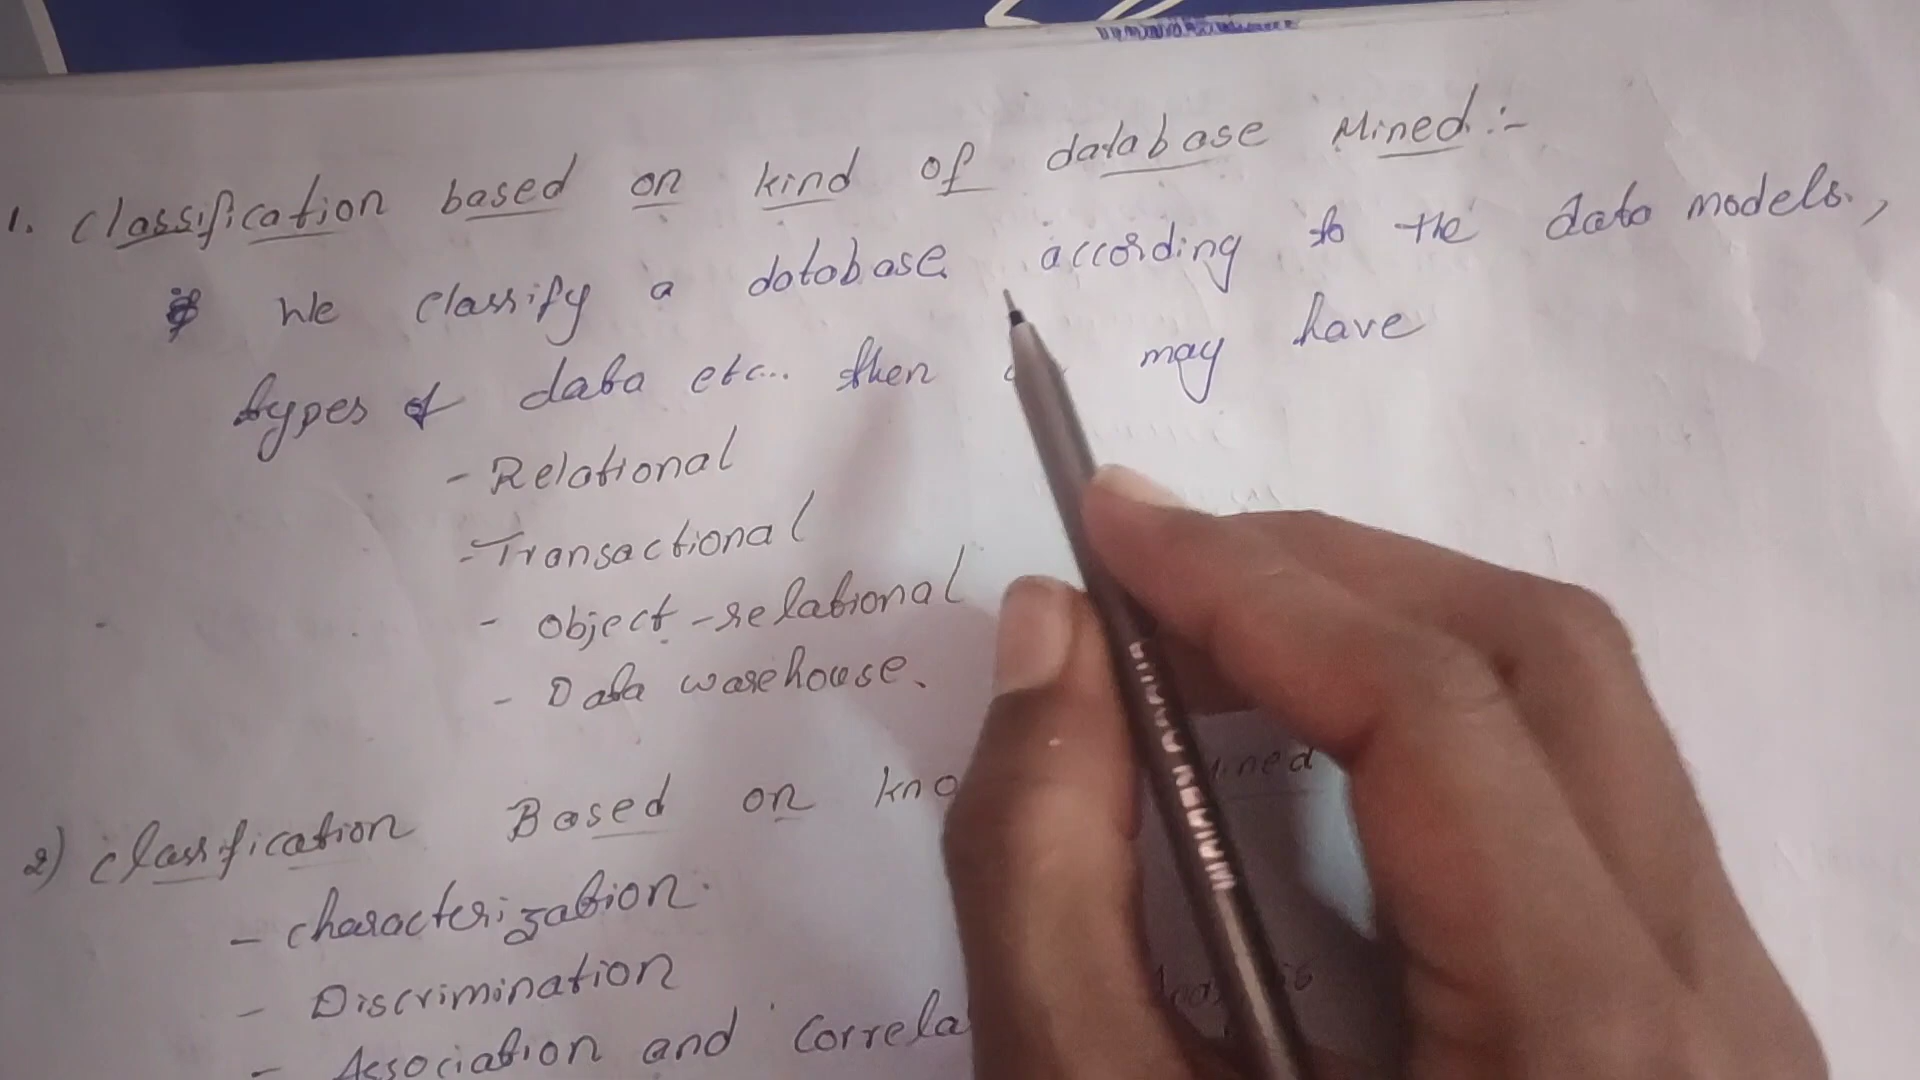 1. Classification based on kind of database Mined:-
if We classify a database according to the data models.,
types of data etc... then may have
- Relational
- Transactional
- object-relational
- Data warehouse.
2) classification Based on kno ined
- characterization.
- Discrimination
- Association and Correla